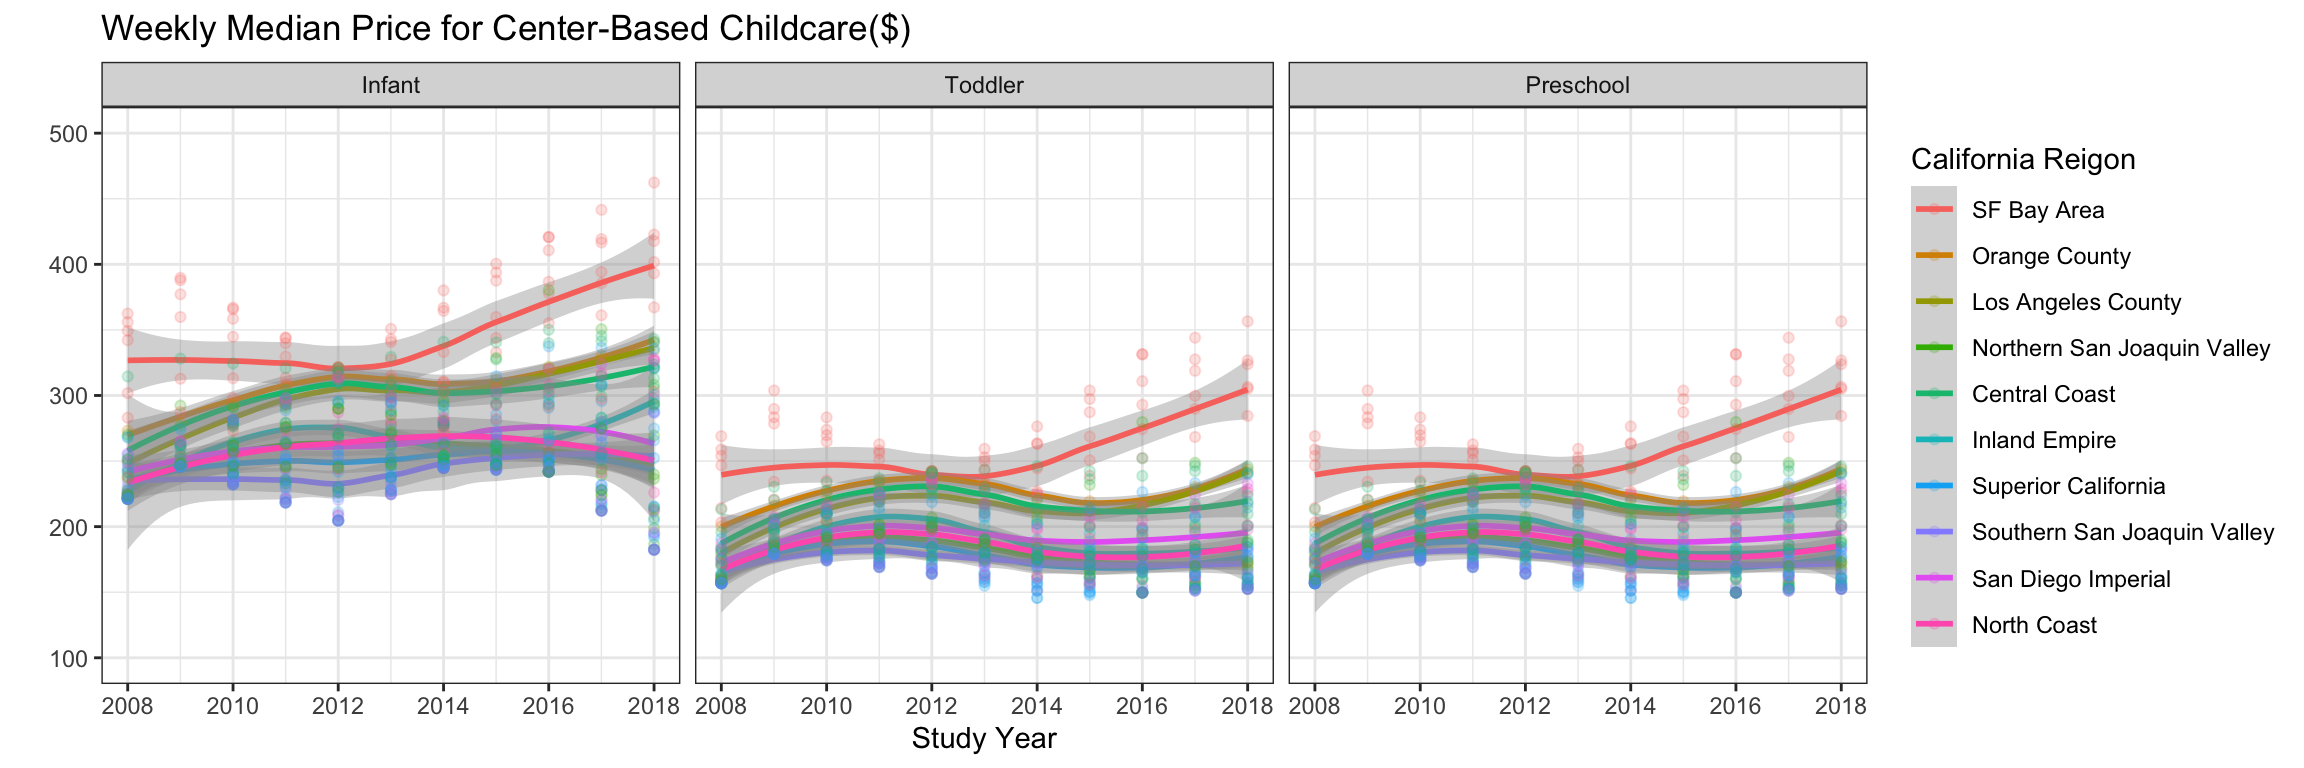 Weekly Median Price for Center-Based Childcare($)
Infant
Toddler
Preschool
500
400
300
200
100
2008 2010 2012 2014 2016 2018
2008 2010 2012 2014 2016 2018
2008 2010 2012 2014 2016 2018
Study Year
California Reigon
SF Bay Area
Orange County
Los Angeles County
Northern San Joaquin Valley
Central Coast
Inland Empire
Superior California
Southern San Joaquin Valley
San Diego Imperial
North Coast